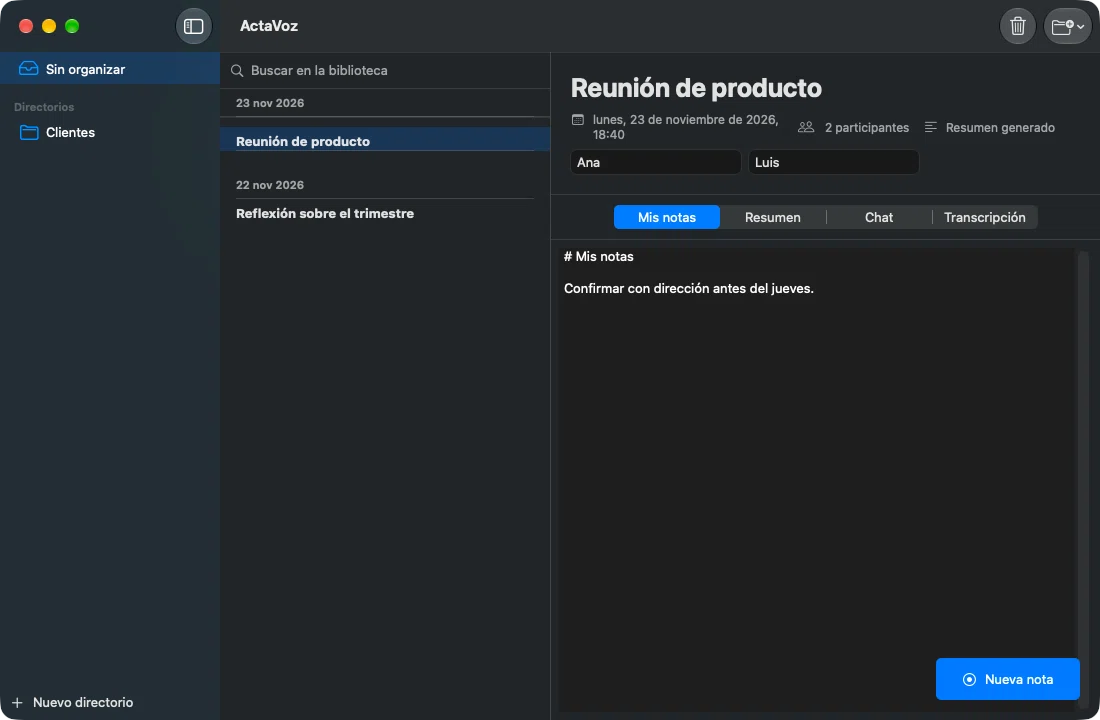 ActaVoz
Sin organizar
Directorios
Clientes
Nuevo directorio
Buscar en la biblioteca
23 nov 2026
Reunión de producto
22 nov 2026
Reflexión sobre el trimestre
Reunión de producto
lunes, 23 de noviembre de 2026,
18:40
2 participantes
Resumen generado
Ana
Luis
Mis notas
Resumen
Chat
Transcripción
# Mis notas
Confirmar con dirección antes del jueves.
Nueva nota